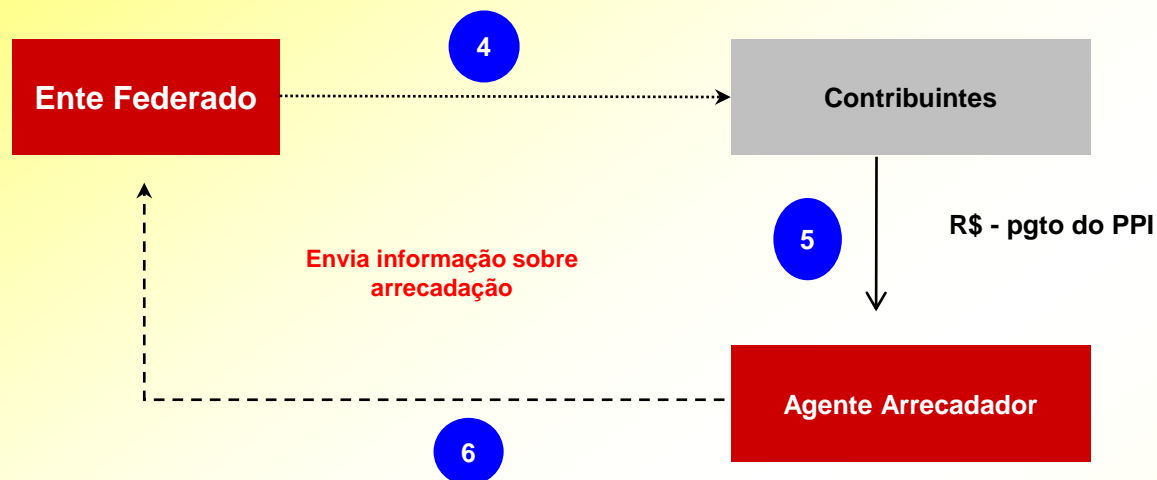 4
Ente Federado
Contribuintes
5
R$ - pgto do PPI
Envia informação sobre
arrecadação
Agente Arrecadador
6